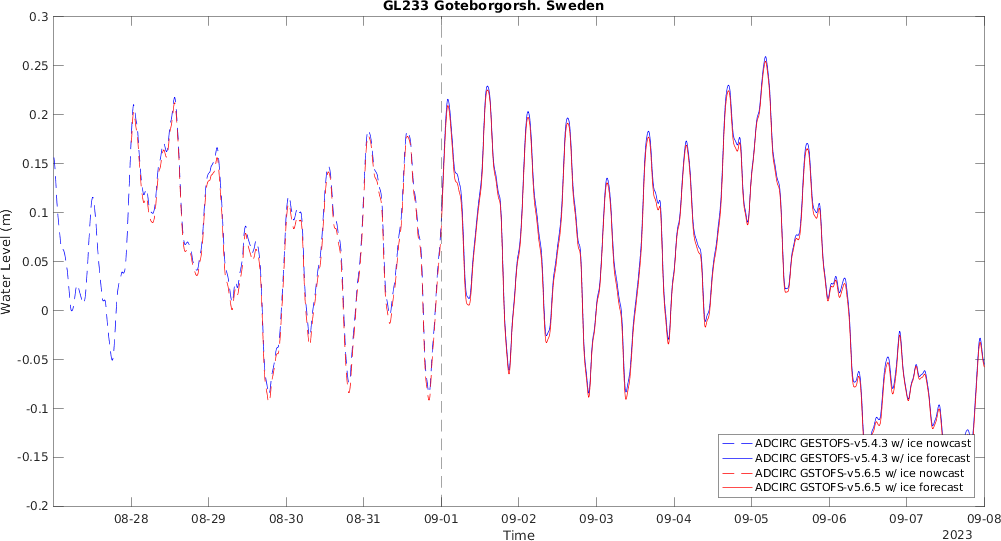 GL233 Goteborgorsh. Sweden
0.3
0.25
0.2
0.15
0.1
0.05
0
-0.05
-0.1
-0.15
-0.2
Water Level (m)
ADCIRC GESTOFS-v5.4.3 w/ ice nowcast
ADCIRC GESTOFS-v5.4.3 w/ ice forecast
ADCIRC GSTOFS-v5.6.5 w/ ice nowcast
ADCIRC GSTOFS-v5.6.5 w/ ice forecast
08-28 08-29 08-30 08-31 09-01 09-02 09-03 09-04 09-05 09-06 09-07 09-08
Time
2023